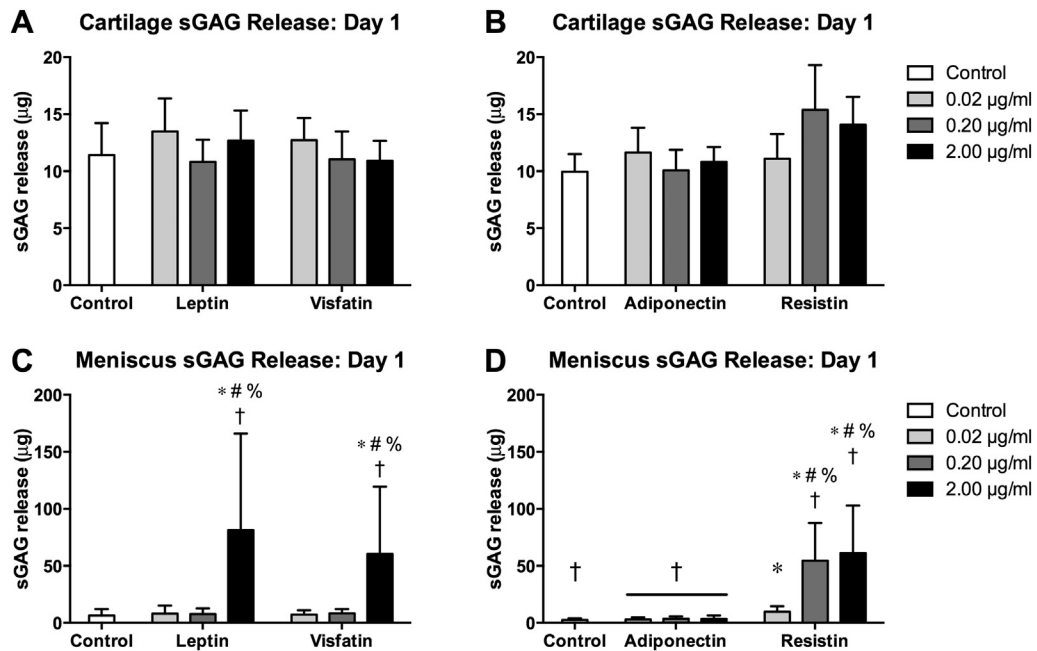 A Cartilage sGAG Release: Day 1
sGAG release (µg)
20
15
10
5
0
Control Leptin Visfatin
B Cartilage sGAG Release: Day 1
sGAG release (µg)
20
15
10
5
0
Control Adiponectin Resistin
Control
0.02 µg/ml
0.20 µg/ml
2.00 µg/ml
C Meniscus sGAG Release: Day 1
sGAG release (µg)
200
150
100
50
0
* # %
†
* # %
†
Control Leptin Visfatin
D Meniscus sGAG Release: Day 1
sGAG release (µg)
200
150
100
50
0
†
†
*
* # %
†
* # %
†
Control Adiponectin Resistin
Control
0.02 µg/ml
0.20 µg/ml
2.00 µg/ml